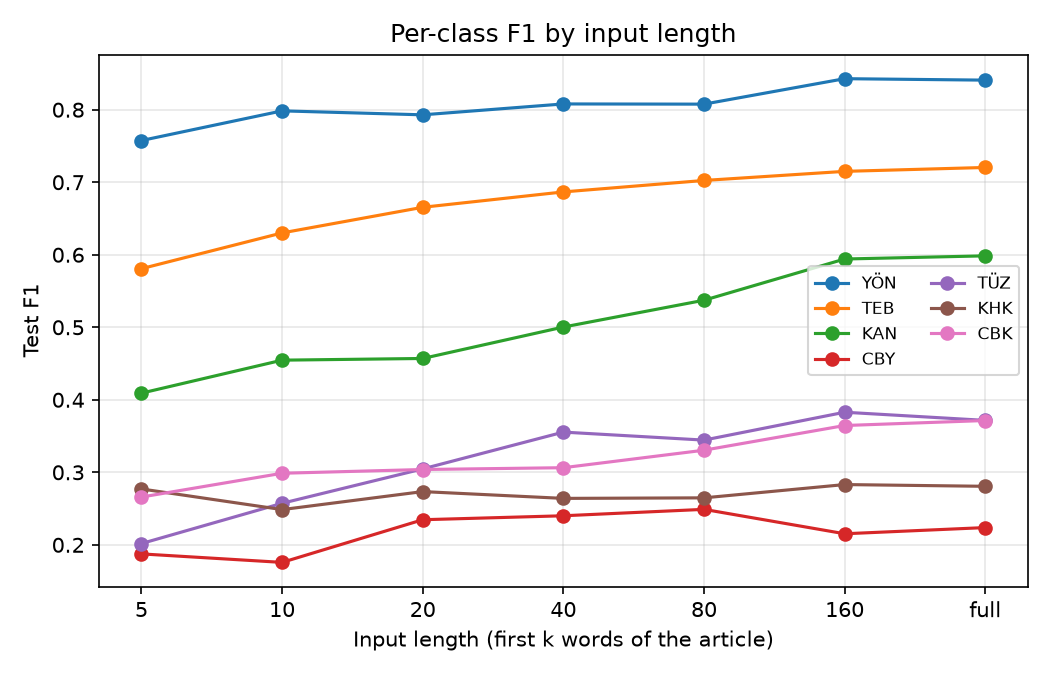 Per-class F1 by input length
Test F1
0.8
0.7
0.6
0.5
0.4
0.3
0.2
YÖN
TEB
KAN
CBY
TÜZ
KHK
CBK
5 10 20 40 80 160 full
Input length (first k words of the article)